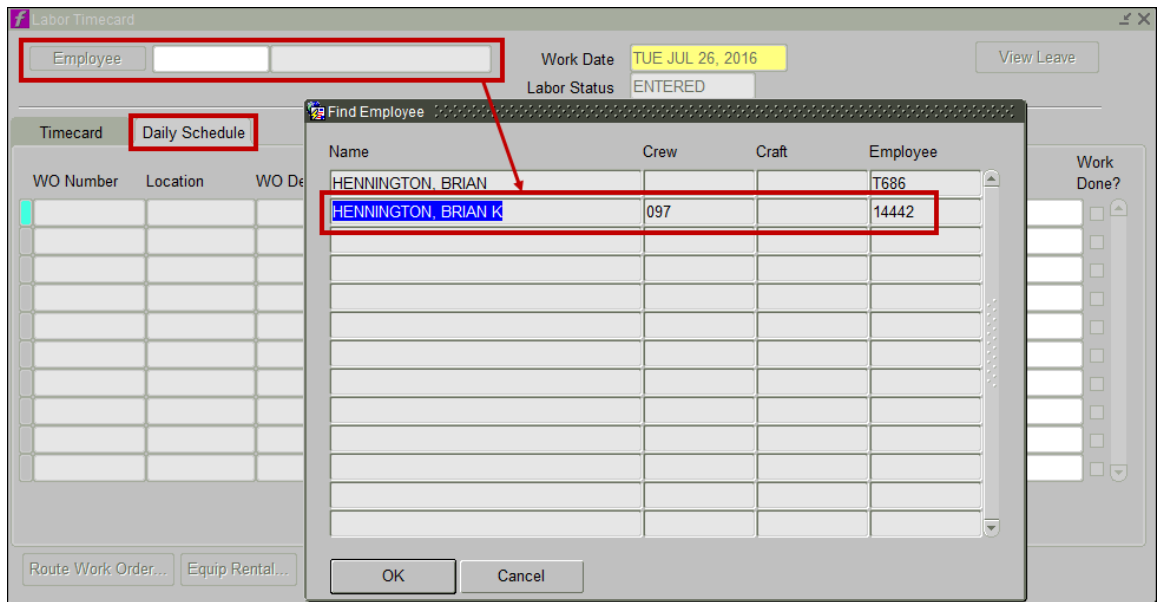 Labor Timecard
Employee
Work Date TUE JUL 26, 2016
View Leave
Labor Status ENTERED
Timecard Daily Schedule
WO Number Location
Work Done?
Find Employee
Name Crew Craft Employee
HENNINGTON, BRIAN T686
HENNINGTON, BRIAN K 097 14442
OK Cancel
Route Work Order... Equip Rental...